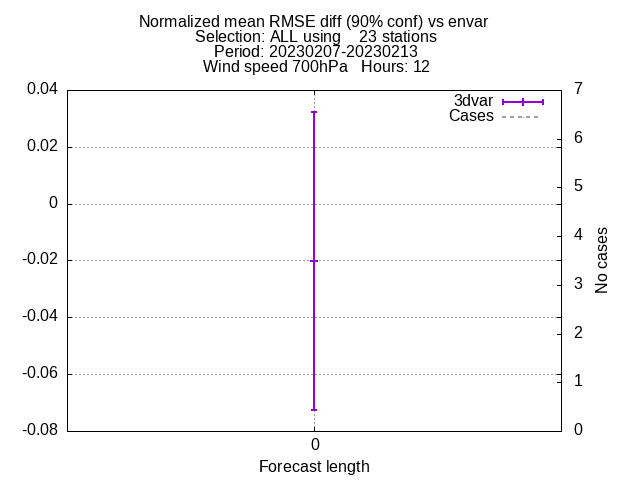 Normalized mean RMSE diff (90% conf) vs envar
Selection: ALL using    23 stations
Period: 20230207-20230213
Wind speed 700hPa   Hours: 12
3dvar
Cases
0.04
0.02
0
-0.02
-0.04
-0.06
-0.08
7
6
5
4
3
2
1
0
No cases
0
Forecast length